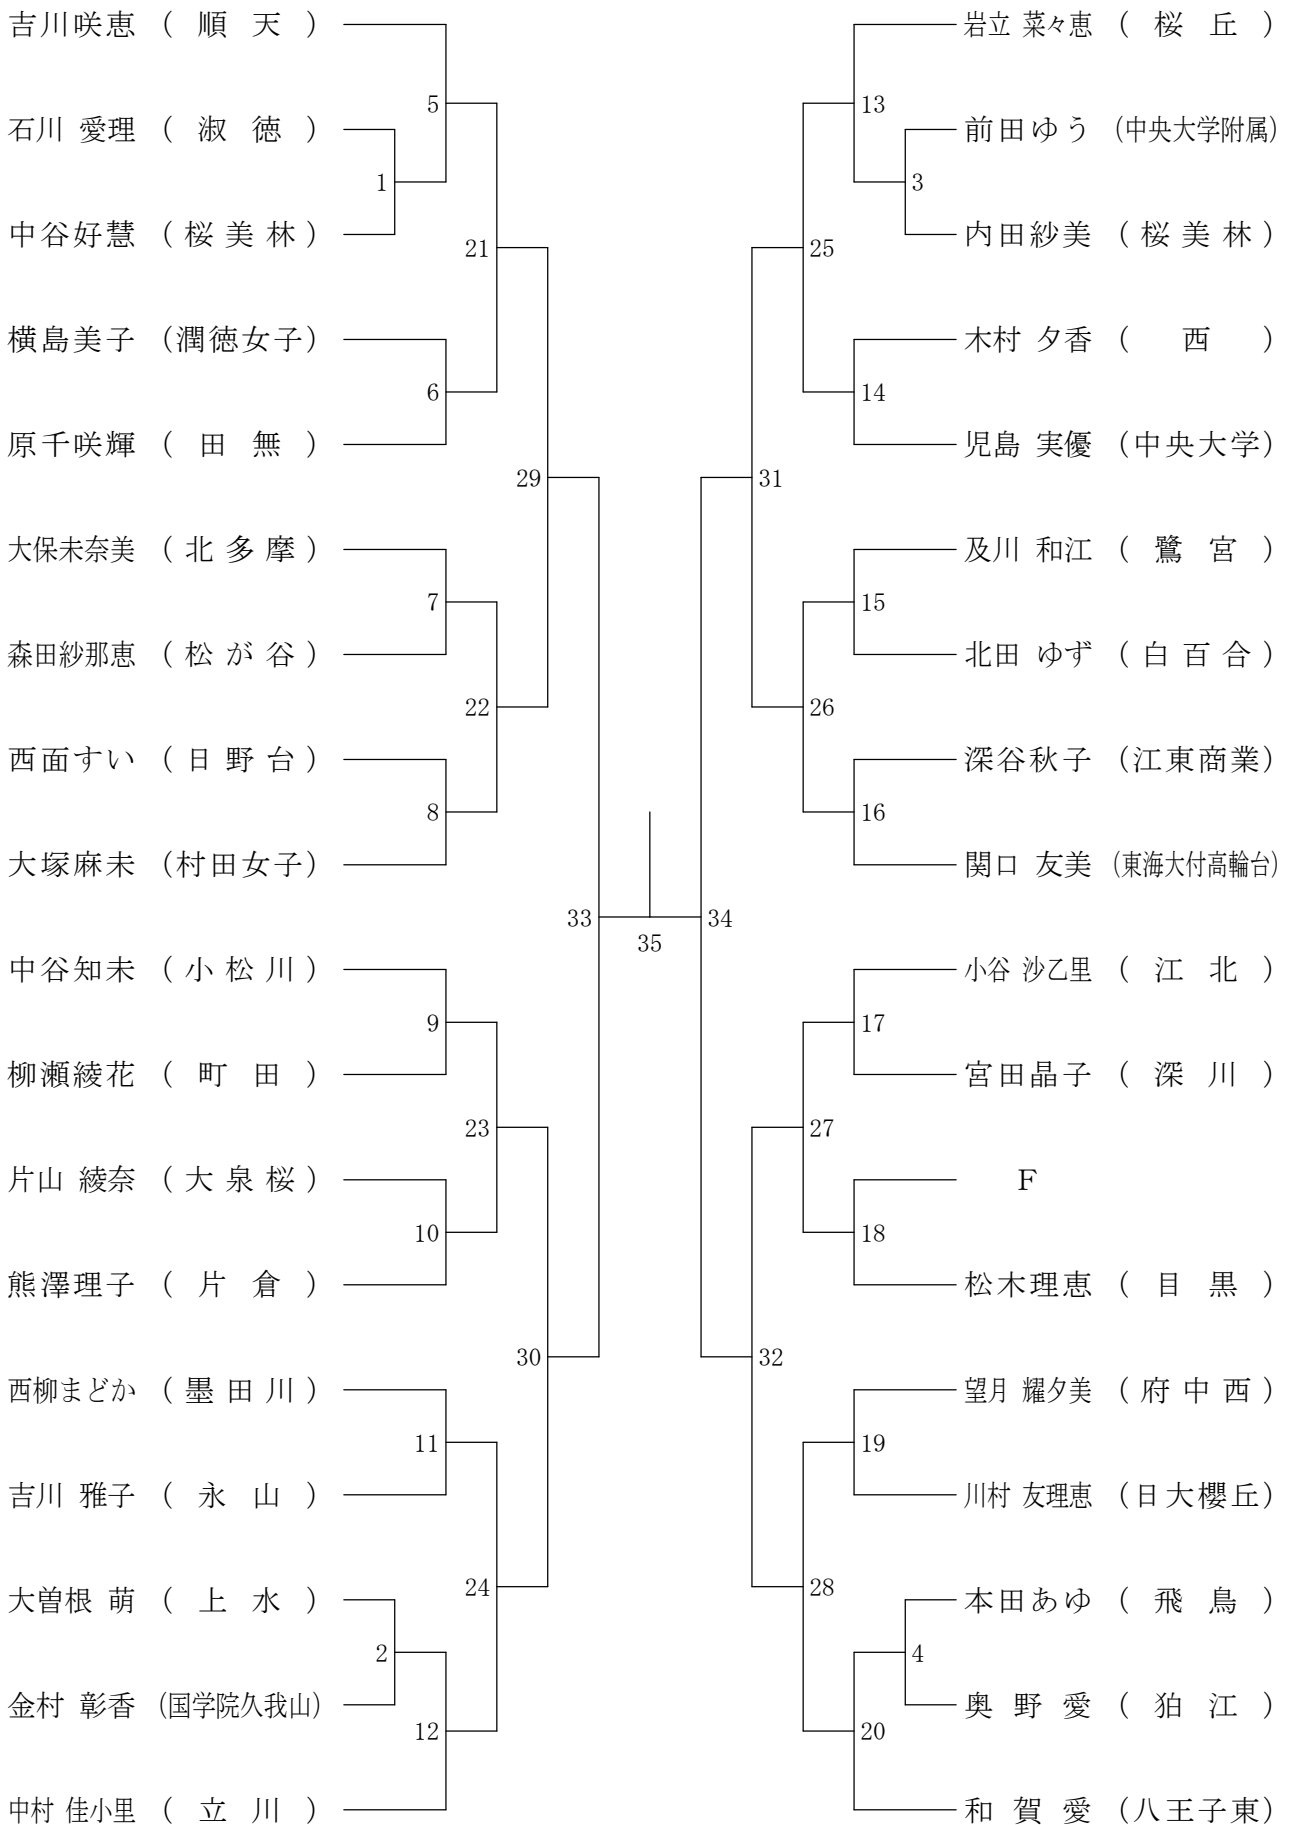 吉川咲恵 （ 順 天 ）
5
石川 愛理 （ 淑 徳 ）
1
中谷好慧 （ 桜 美 林 ）
21
横島美子 （潤徳女子）
6
原千咲輝 （ 田 無 ）
29
大保未奈美 （ 北 多 摩 ）
7
森田紗那恵 （ 松 が 谷 ）
22
西面すい （ 日 野 台 ）
8
大塚麻未 （村田女子）
33
中谷知未 （ 小 松 川 ）
9
柳瀬綾花 （ 町 田 ）
23
片山 綾奈 （ 大 泉 桜 ）
10
熊澤理子 （ 片 倉 ）
30
西柳まどか （ 墨 田 川 ）
11
吉川 雅子 （ 永 山 ）
24
大曽根 萌 （ 上 水 ）
2
金村 彰香 （国学院久我山）
12
中村 佳小里 （ 立 川 ）
35
岩立 菜々恵 （ 桜 丘 ）
13
前田ゆう （中央大学附属）
3
内田紗美 （ 桜 美 林 ）
25
木村 夕香 （ 西 ）
14
児島 実優 （中央大学）
31
及川 和江 （ 鷺 宮 ）
15
北田 ゆず （ 白 百 合 ）
26
深谷秋子 （江東商業）
16
関口 友美 （東海大付高輪台）
34
小谷 沙乙里 （ 江 北 ）
17
宮田晶子 （ 深 川 ）
27
F
18
松木理恵 （ 目 黒 ）
32
望月 耀夕美 （ 府 中 西 ）
19
川村 友理恵 （日大櫻丘）
28
本田あゆ （ 飛 鳥 ）
4
奥 野 愛 （ 狛 江 ）
20
和 賀 愛 （八王子東）